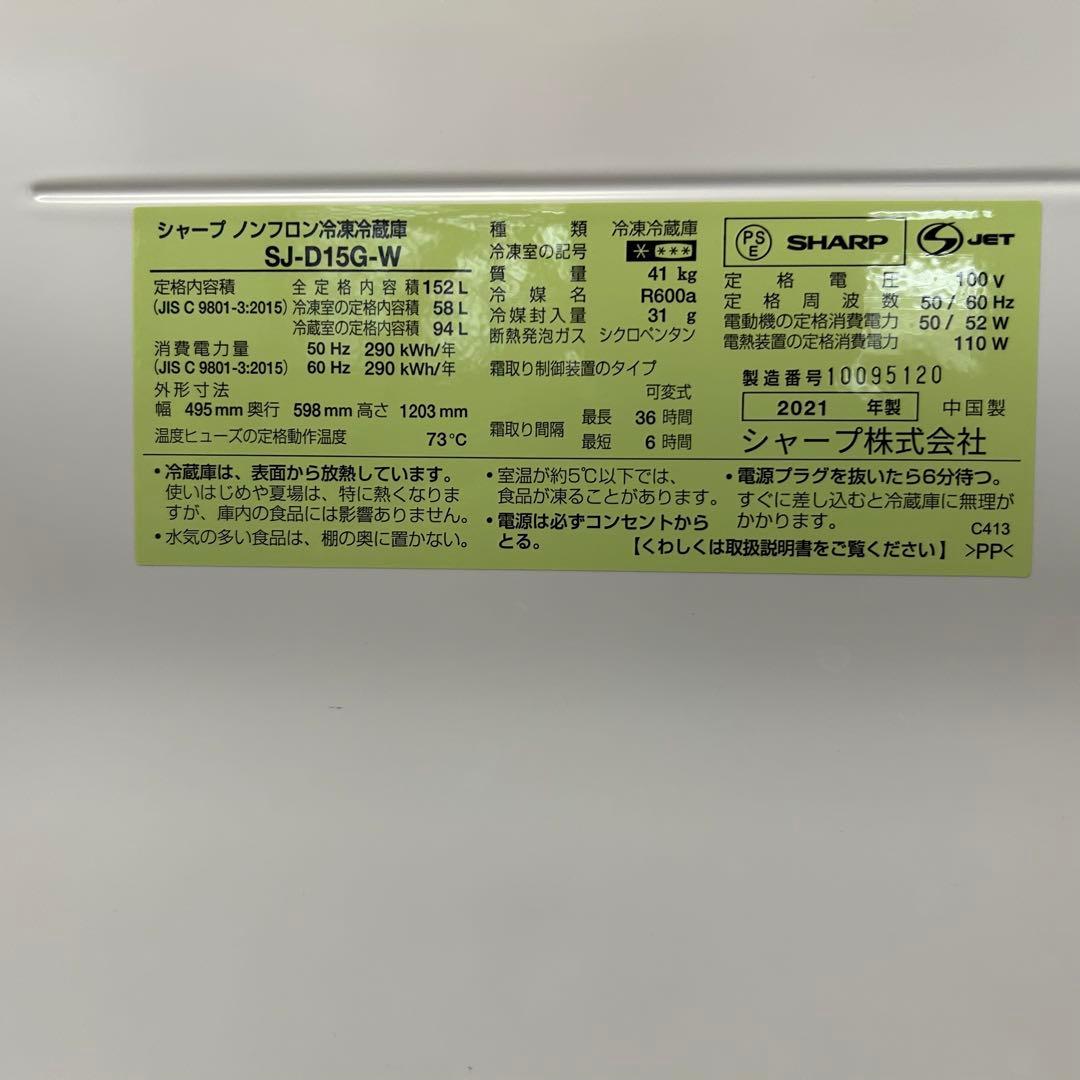 シャープ ノンフロン冷凍冷蔵庫
SJ-D15G-W
定格内容積 全定格内容積 152 L
(JIS C 9801-3:2015) 冷凍室の定格内容積 58 L
冷蔵室の定格内容積 94 L
消費電力量 50 Hz 290 kWh/年
(JIS C 9801-3:2015) 60 Hz 290 kWh/年
外形寸法
幅 495 mm 奥行 598 mm 高さ 1203 mm
温度ヒューズの定格動作温度 73℃
種類 冷凍冷蔵庫
冷凍室の記号 * ***
質量 41 kg
冷媒名 R600a
冷媒封入量 31 g
断熱発泡ガス シクロペンタン
霜取り制御装置のタイプ
可変式
霜取り間隔 最長 36 時間
最短 6 時間
PS
E
SHARP
S JET
定格電圧 100 V
定格周波数 50 / 60 Hz
電動機の定格消費電力 50 / 52 W
電熱装置の定格消費電力 110 W
製造番号 10095120
2021 年製 中国製
シャープ株式会社
・冷蔵庫は、表面から放熱しています。
使いはじめや夏場は、特に熱くなりま
すが、庫内の食品には影響ありません。
・水気の多い食品は、棚の奥に置かない。
・室温が約5℃以下では、
食品が凍ることがあります。
・電源は必ずコンセントから
とる。
・電源プラグを抜いたら6分待つ。
すぐに差し込むと冷蔵庫に無理が
かかります。
C413
【くわしくは取扱説明書をご覧ください】 >PP<